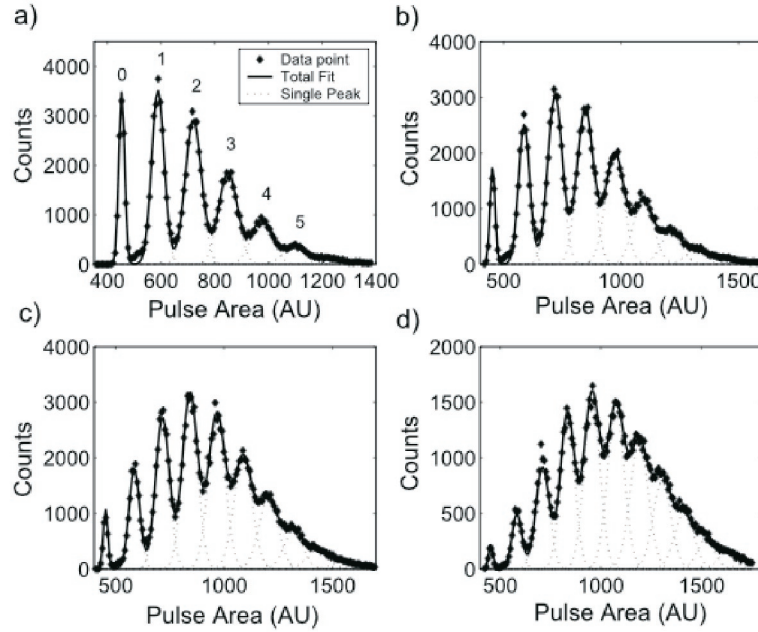 a)
Counts
4000
3000
2000
1000
0
0 1 2 3 4 5
Data point
Total Fit
Single Peak
400 600 800 1000 1200 1400
Pulse Area (AU)
b)
Counts
4000
3000
2000
1000
0
500 1000 1500
Pulse Area (AU)
c)
Counts
4000
3000
2000
1000
0
500 1000 1500
Pulse Area (AU)
d)
Counts
2000
1500
1000
500
0
500 1000 1500
Pulse Area (AU)